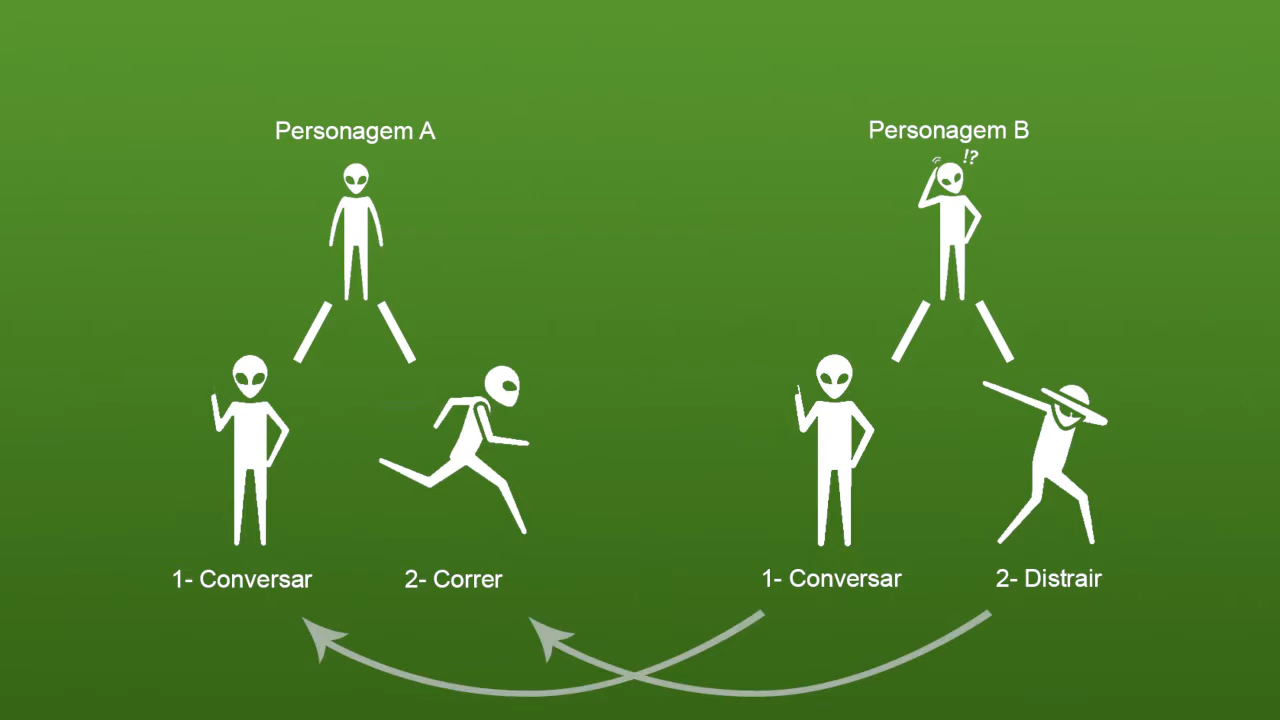 Personagem A
Personagem B
!?
1- Conversar
2- Correr
1- Conversar
2- Distrair